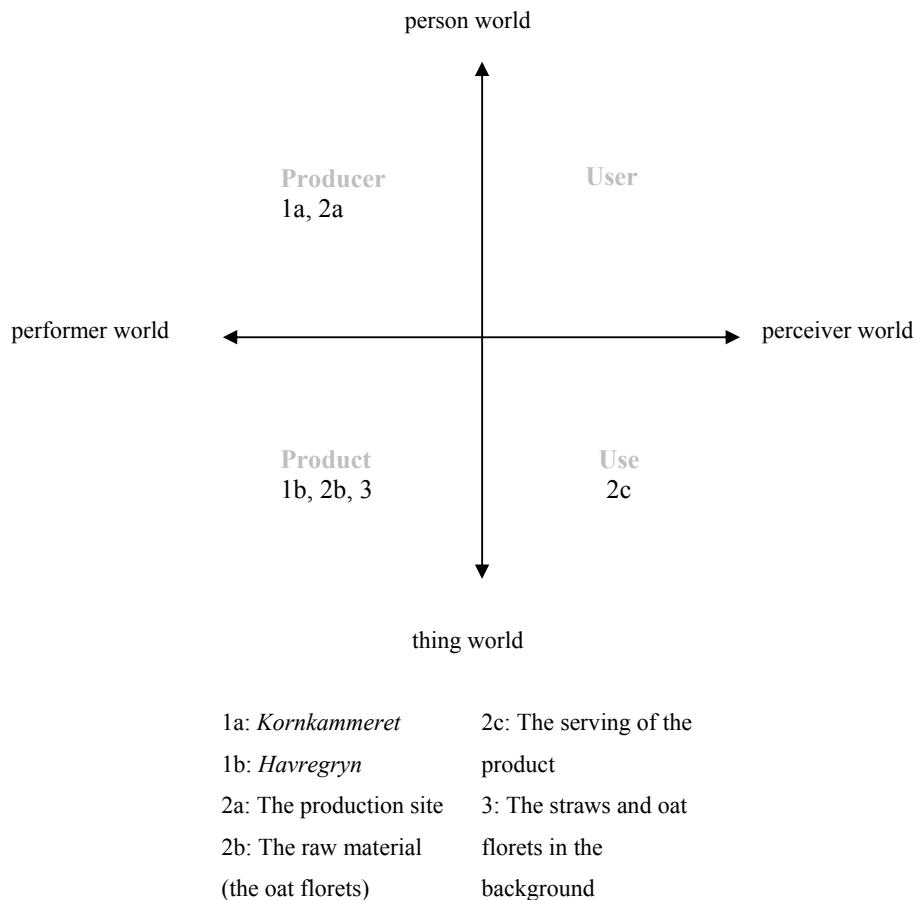 person world
Producer
1a, 2a
User
performer world
perceiver world
Product
1b, 2b, 3
Use
2c
thing world
1a: Kornkammeret
1b: Havregryn
2a: The production site
2b: The raw material
(the oat florets)
2c: The serving of the
product
3: The straws and oat
florets in the
background